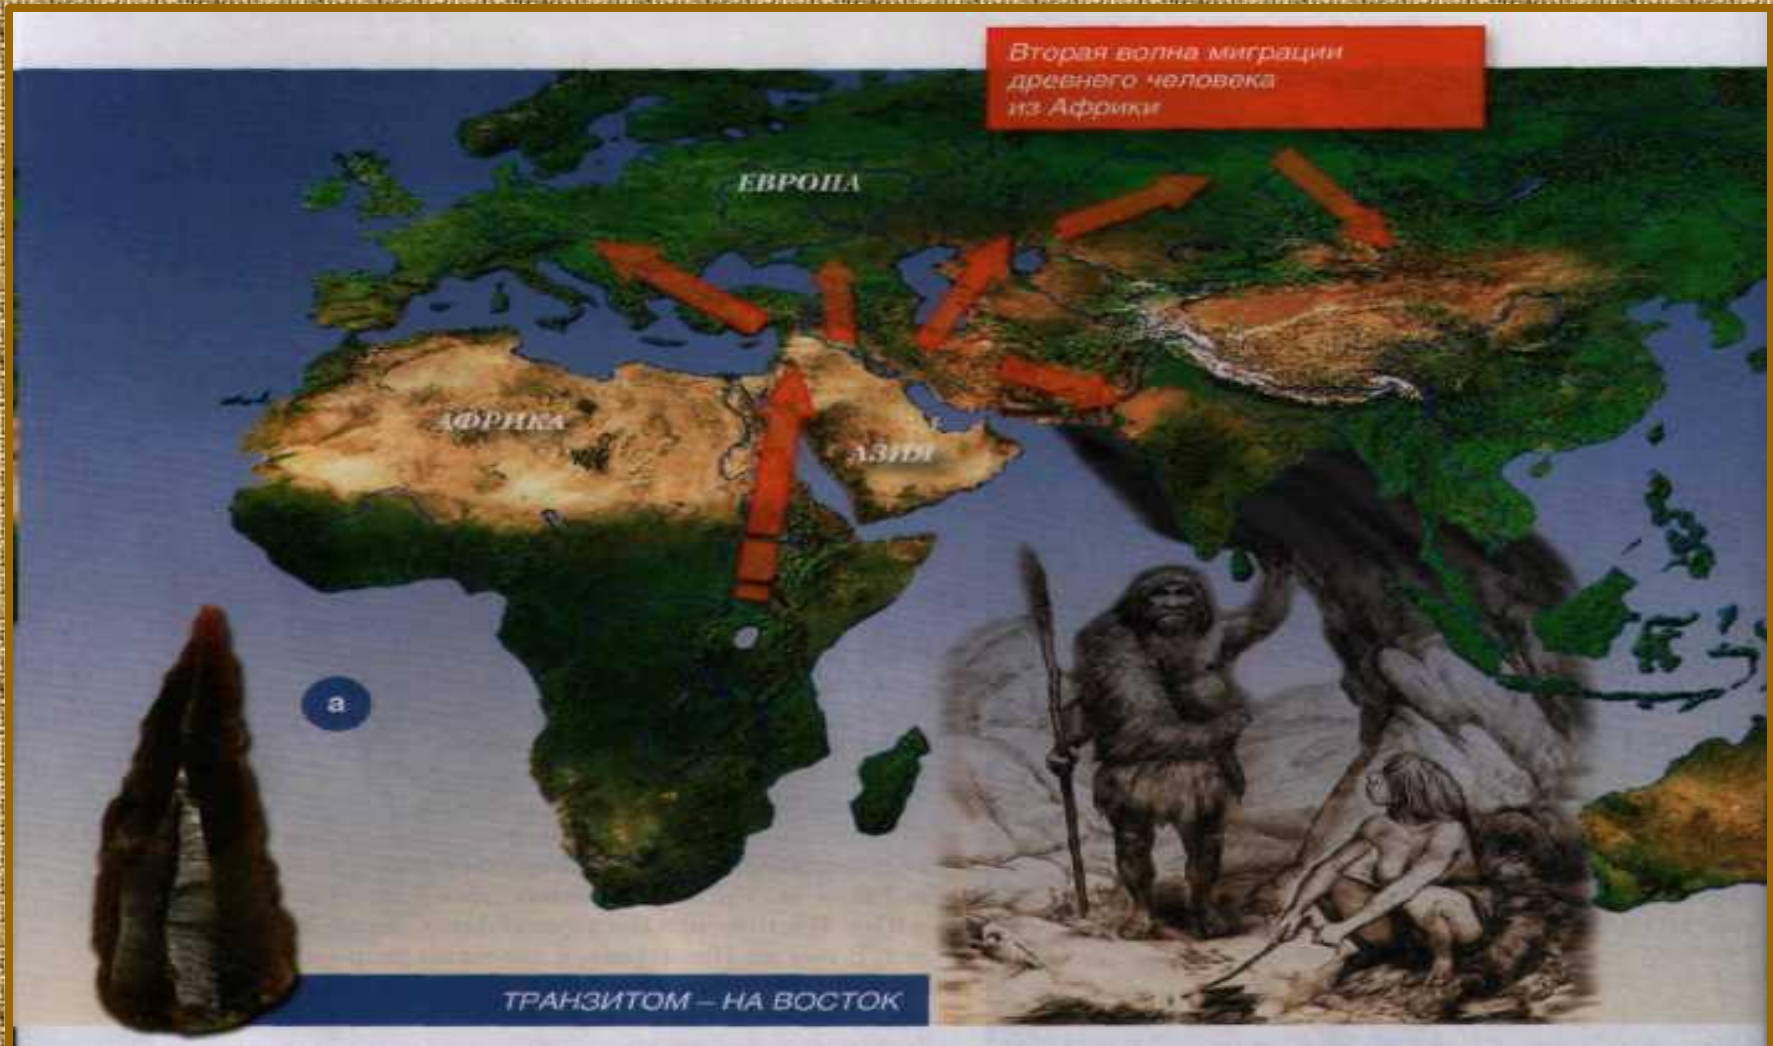 Вторая волна миграции
древнего человека
из Африки
ЕВРОПА
АФРИКА
АЗИЯ
а
ТРАНЗИТОМ – НА ВОСТОК